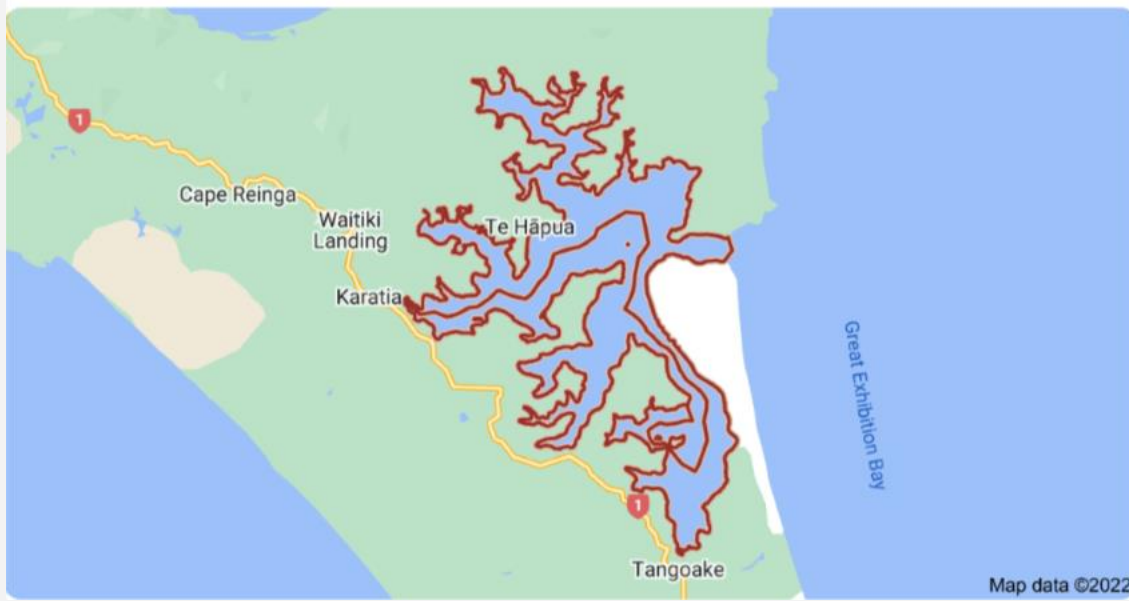 1
Cape Reinga
Waitiki
Landing
Te Hāpua
Karatia
Great Exhibition Bay
1
Tangoake
Map data ©2022